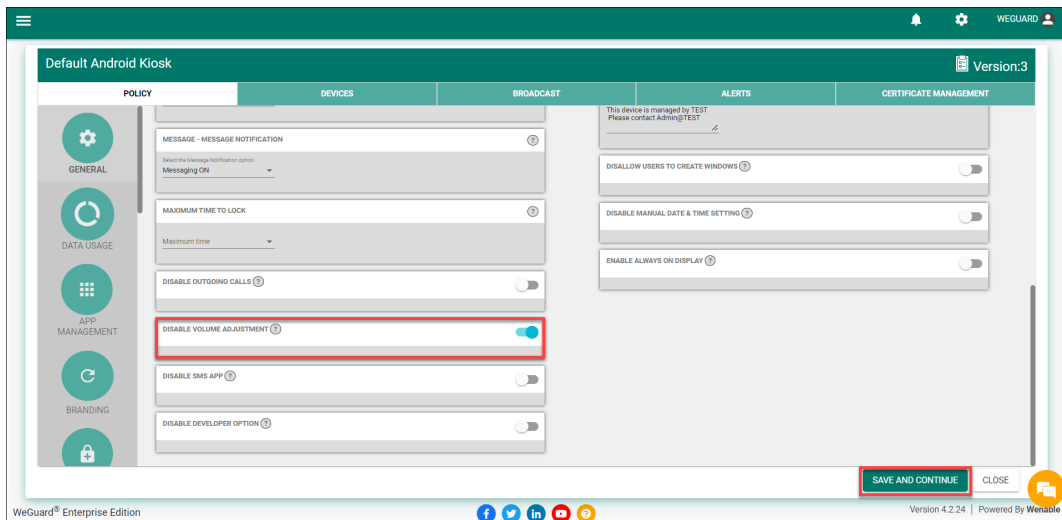 WEGUARD
Default Android Kiosk
Version:3
POLICY
DEVICES
BROADCAST
ALERTS
CERTIFICATE MANAGEMENT
GENERAL
DATA USAGE
APP
MANAGEMENT
BRANDING
MESSAGE - MESSAGE NOTIFICATION
Select the Message Notification option
Messaging ON
MAXIMUM TIME TO LOCK
Maximum time
DISABLE OUTGOING CALLS
DISABLE VOLUME ADJUSTMENT
DISABLE SMS APP
DISABLE DEVELOPER OPTION
This device is managed by TEST
Please contact Admin@TEST
DISALLOW USERS TO CREATE WINDOWS
DISABLE MANUAL DATE & TIME SETTING
ENABLE ALWAYS ON DISPLAY
SAVE AND CONTINUE
CLOSE
WeGuard® Enterprise Edition
Version 4.2.24 | Powered By Wenable